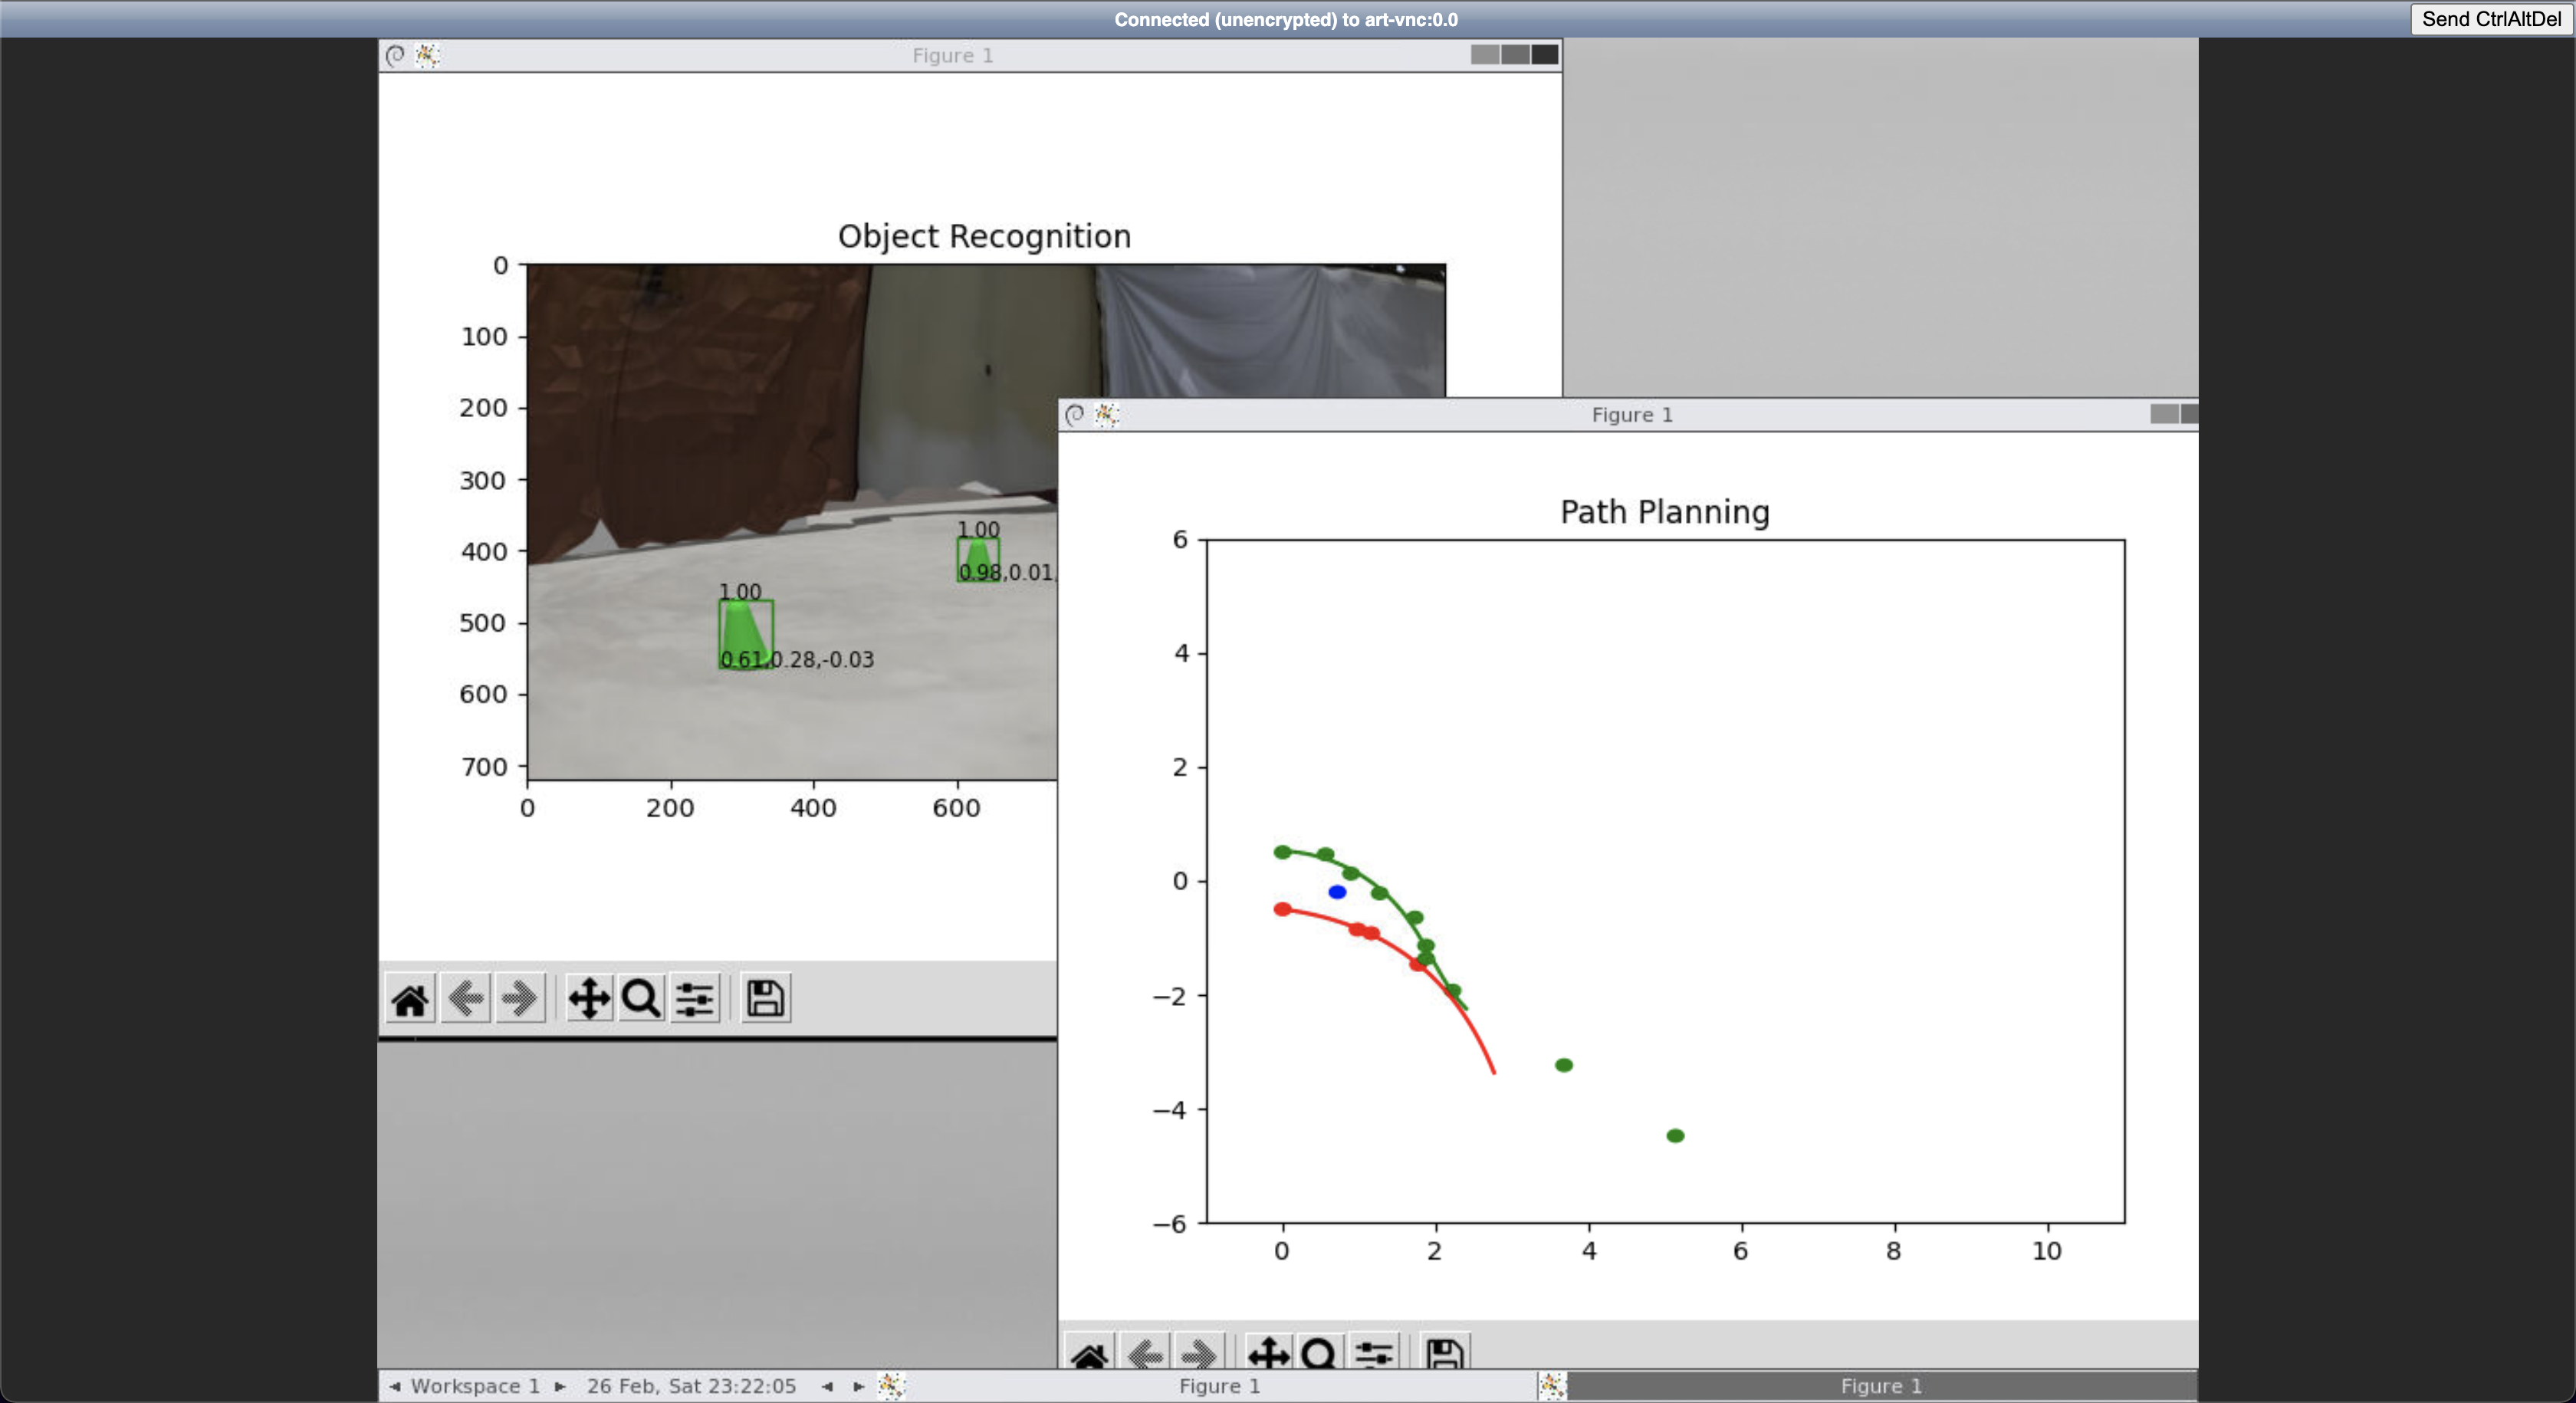 Connected (unencrypted) to art-vnc:0.0
Send CtrlAltDel
Figure 1
Object Recognition
0
100
200
300
400
500
600
700
1.00
0.98,0.01,
1.00
0.61,0.28,-0.03
0 200 400 600
Figure 1
Path Planning
6
4
2
0
−2
−4
−6
0 2 4 6 8 10
Workspace 1 26 Feb, Sat 23:22:05 Figure 1 Figure 1